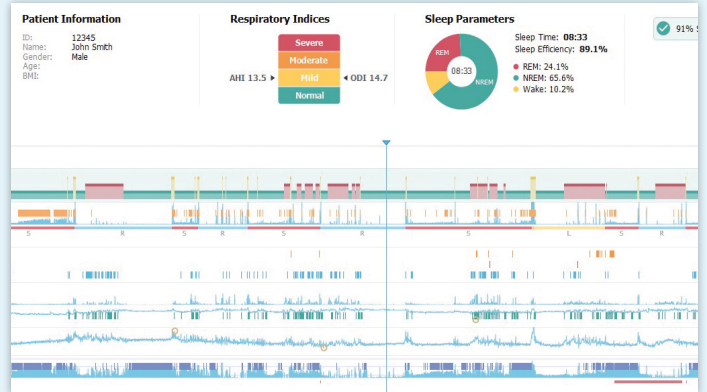 Patient Information
ID: 12345
Name: John Smith
Gender: Male
Age:
BMI:
Respiratory Indices
Severe
Moderate
AHI 13.5 ▸ Mild ◂ ODI 14.7
Normal
Sleep Parameters
REM
08:33
NREM
Sleep Time: 08:33
Sleep Efficiency: 89.1%
REM: 24.1%
NREM: 65.6%
Wake: 10.2%
91% S
S R S R S R S L S R